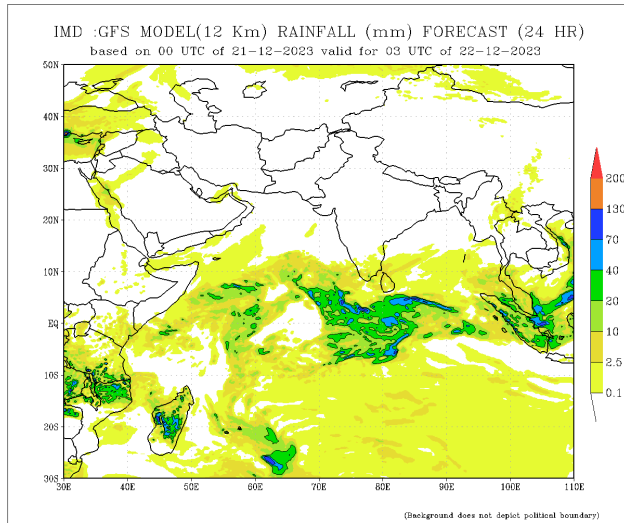 IMD :GFS MODEL(12 Km) RAINFALL (mm) FORECAST (24 HR)
based on 00 UTC of 21-12-2023 valid for 03 UTC of 22-12-2023
50N
40N
30N
20N
10N
EQ
10S
20S
30S
30E 40E 50E 60E 70E 80E 90E 100E 110E
200
130
70
40
20
10
2.5
0.1
(Background does not depict political boundary)